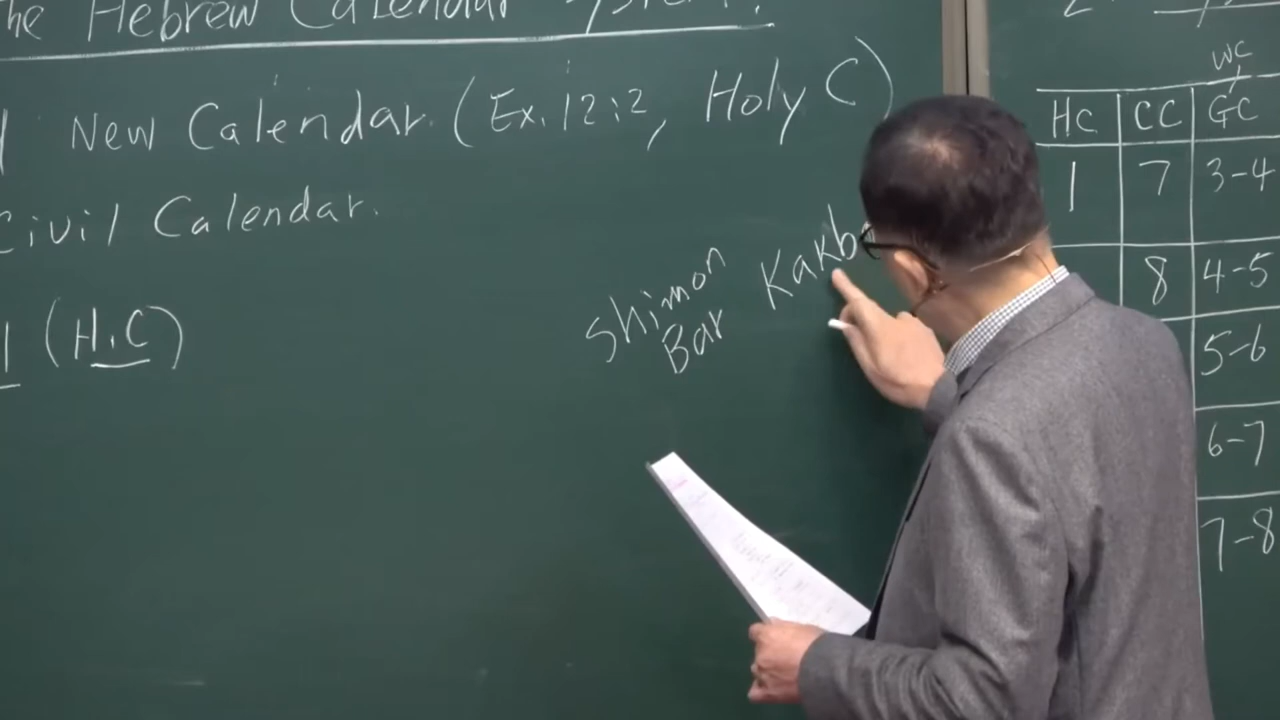 the Hebrew Calendar System?
New Calendar. (Ex. 12:2, Holy C)
Civil Calendar.
(H.C)
Shimon
Bar Kakb
WC
HC CC GC
1 7 3-4
8 4-5
5-6
6-7
7-8